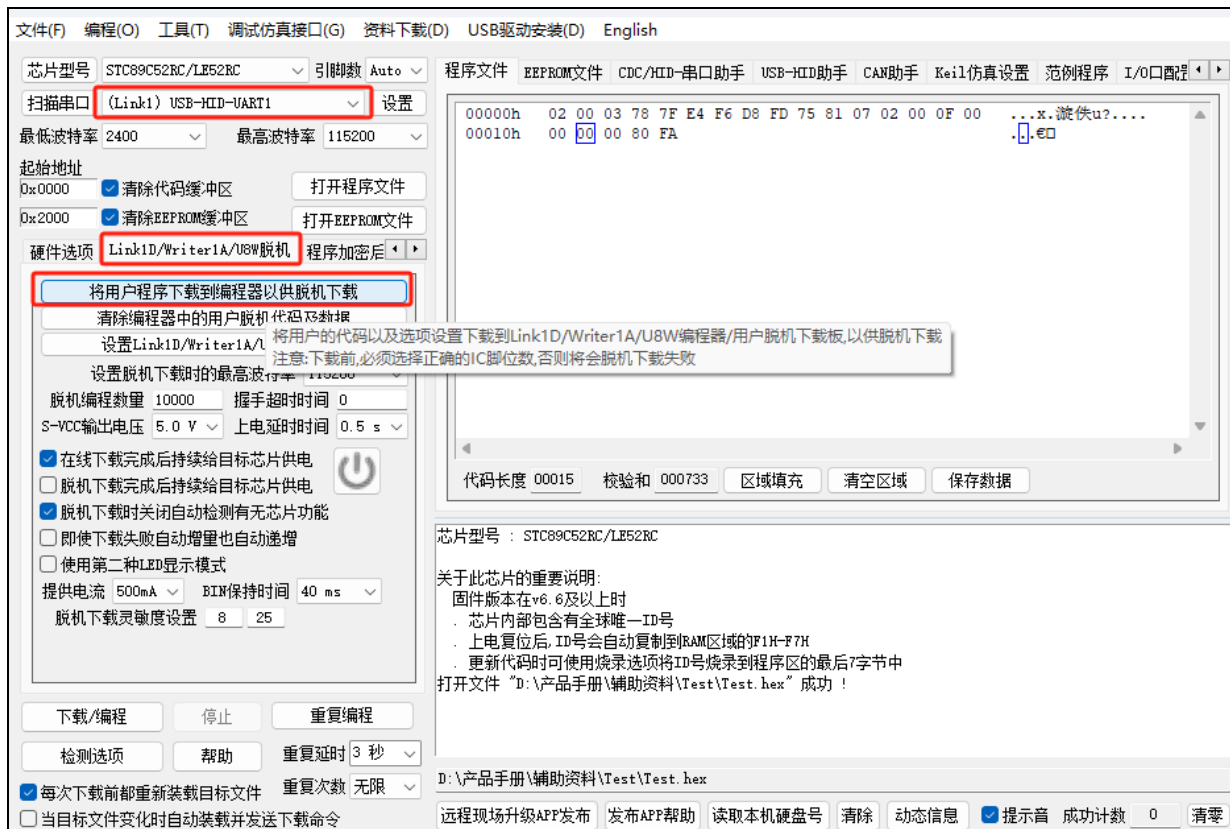 文件(F) 编程(O) 工具(T) 调试仿真接口(G) 资料下载(D) USB驱动安装(D) English
芯片型号 STC89C52RC/LE52RC 引脚数 Auto
扫描串口 (Link1) USB-HID-UART1 设置
最低波特率 2400 最高波特率 115200
起始地址
0x0000 清除代码缓冲区 打开程序文件
0x2000 清除EEPROM缓冲区 打开EEPROM文件
硬件选项 Link1D/Writer1A/U8W脱机 程序加密后
将用户程序下载到编程器以供脱机下载
清除编程器中的用户脱机代码及数据
设置Link1D/Writer1A/U
将用户的代码以及选项设置下载到Link1D/Writer1A/U8W编程器/用户脱机下载板,以供脱机下载
注意:下载前,必须选择正确的IC脚位数,否则将会脱机下载失败
设置脱机下载时的最高波特率 115200
脱机编程数量 10000 握手超时时间 0
S-VCC输出电压 5.0 V 上电延时时间 0.5 s
在线下载完成后持续给目标芯片供电
脱机下载完成后持续给目标芯片供电
脱机下载时关闭自动检测有无芯片功能
即使下载失败自动增量也自动递增
使用第二种LED显示模式
提供电流 500mA BIN保持时间 40 ms
脱机下载灵敏度设置 8 25
下载/编程 停止 重复编程
检测选项 帮助 重复延时 3 秒
每次下载前都重新装载目标文件 重复次数 无限
当目标文件变化时自动装载并发送下载命令
程序文件 EEPROM文件 CDC/HID-串口助手 USB-HID助手 CAN助手 Keil仿真设置 范例程序 I/O口配
00000h 02 00 03 78 7F E4 F6 D8 FD 75 81 07 02 00 0F 00 ...x.漩侁u?....
00010h 00 00 00 80 FA ...€□
代码长度 00015 校验和 000733 区域填充 清空区域 保存数据
芯片型号 : STC89C52RC/LE52RC
关于此芯片的重要说明:
固件版本在v6.6及以上时
. 芯片内部包含有全球唯一ID号
. 上电复位后,ID号会自动复制到RAM区域的F1H-F7H
. 更新代码时可使用烧录选项将ID号烧录到程序区的最后7字节中
打开文件 "D:\产品手册\辅助资料\Test\Test.hex" 成功 !
D:\产品手册\辅助资料\Test\Test.hex
远程现场升级APP发布 发布APP帮助 读取本机硬盘号 清除 动态信息 提示音 成功计数 0 清零